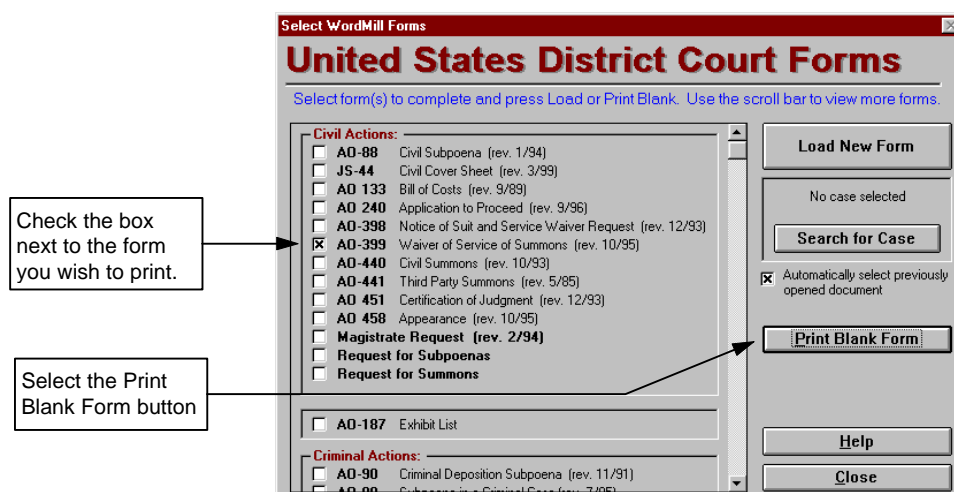 Select WordMill Forms
United States District Court Forms
Select form(s) to complete and press Load or Print Blank. Use the scroll bar to view more forms.
Civil Actions:
AO-88 Civil Subpoena (rev. 1/94)
JS-44 Civil Cover Sheet (rev. 3/99)
AO 133 Bill of Costs (rev. 9/89)
AO 240 Application to Proceed (rev. 9/96)
AO-398 Notice of Suit and Service Waiver Request (rev. 12/93)
AO-399 Waiver of Service of Summons (rev. 10/95)
AO-440 Civil Summons (rev. 10/93)
AO-441 Third Party Summons (rev. 5/85)
AO 451 Certification of Judgment (rev. 12/93)
AO 458 Appearance (rev. 10/95)
Magistrate Request (rev. 2/94)
Request for Subpoenas
Request for Summons
AO-187 Exhibit List
Criminal Actions:
AO-90 Criminal Deposition Subpoena (rev. 11/91)
Subpoena in a Criminal Case (rev. 7/95)
Load New Form
No case selected
Search for Case
Automatically select previously
opened document
Print Blank Form
Help
Close
Check the box
next to the form
you wish to print.
Select the Print
Blank Form button